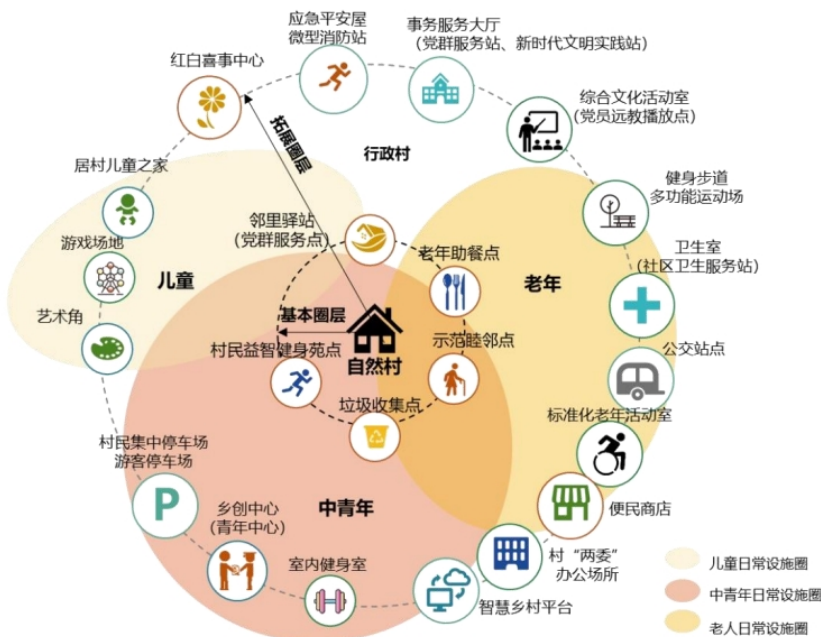 应急平安屋
微型消防站
事务服务大厅
（党群服务站、新时代文明实践站）
红白喜事中心
综合文化活动室
（党员远教播放点）
拓展圈层
行政村
居村儿童之家
健身步道
多功能运动场
邻里驿站
（党群服务点）
游戏场地
老年助餐点
卫生室
（社区卫生服务站）
儿童
老年
艺术角
基本圈层
村民益智健身苑点
自然村
示范睦邻点
公交站点
垃圾收集点
标准化老年活动室
村民集中停车场
游客停车场
P
中青年
乡创中心
（青年中心）
便民商店
室内健身室
村“两委”
办公场所
智慧乡村平台
儿童日常设施圈
中青年日常设施圈
老人日常设施圈